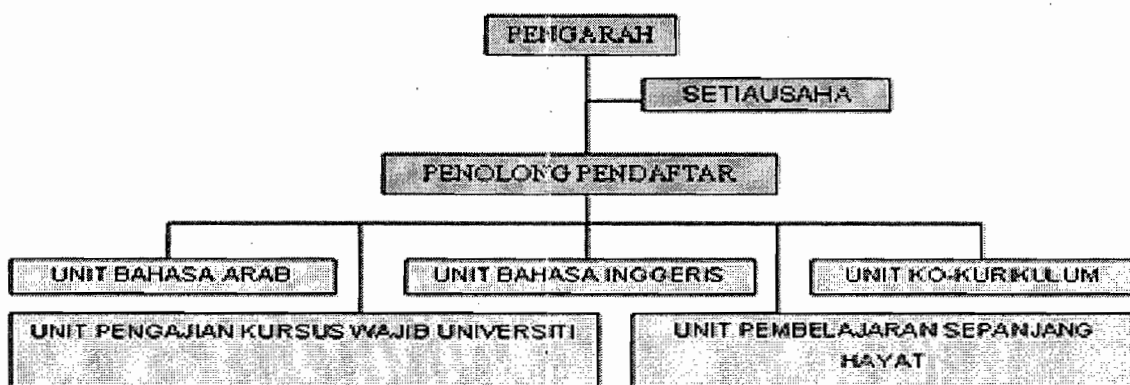 PENGARAH
SETIAUSAHA
PENOLONG PENDAFTAR
UNIT BAHASA ARAB
UNIT BAHASA INGGERIS
UNIT KO-KURIKULUM
UNIT PENGAJIAN KURSUS WAJIB UNIVERSITI
UNIT PEMBELAJARAN SEPANJANG
HAYAT